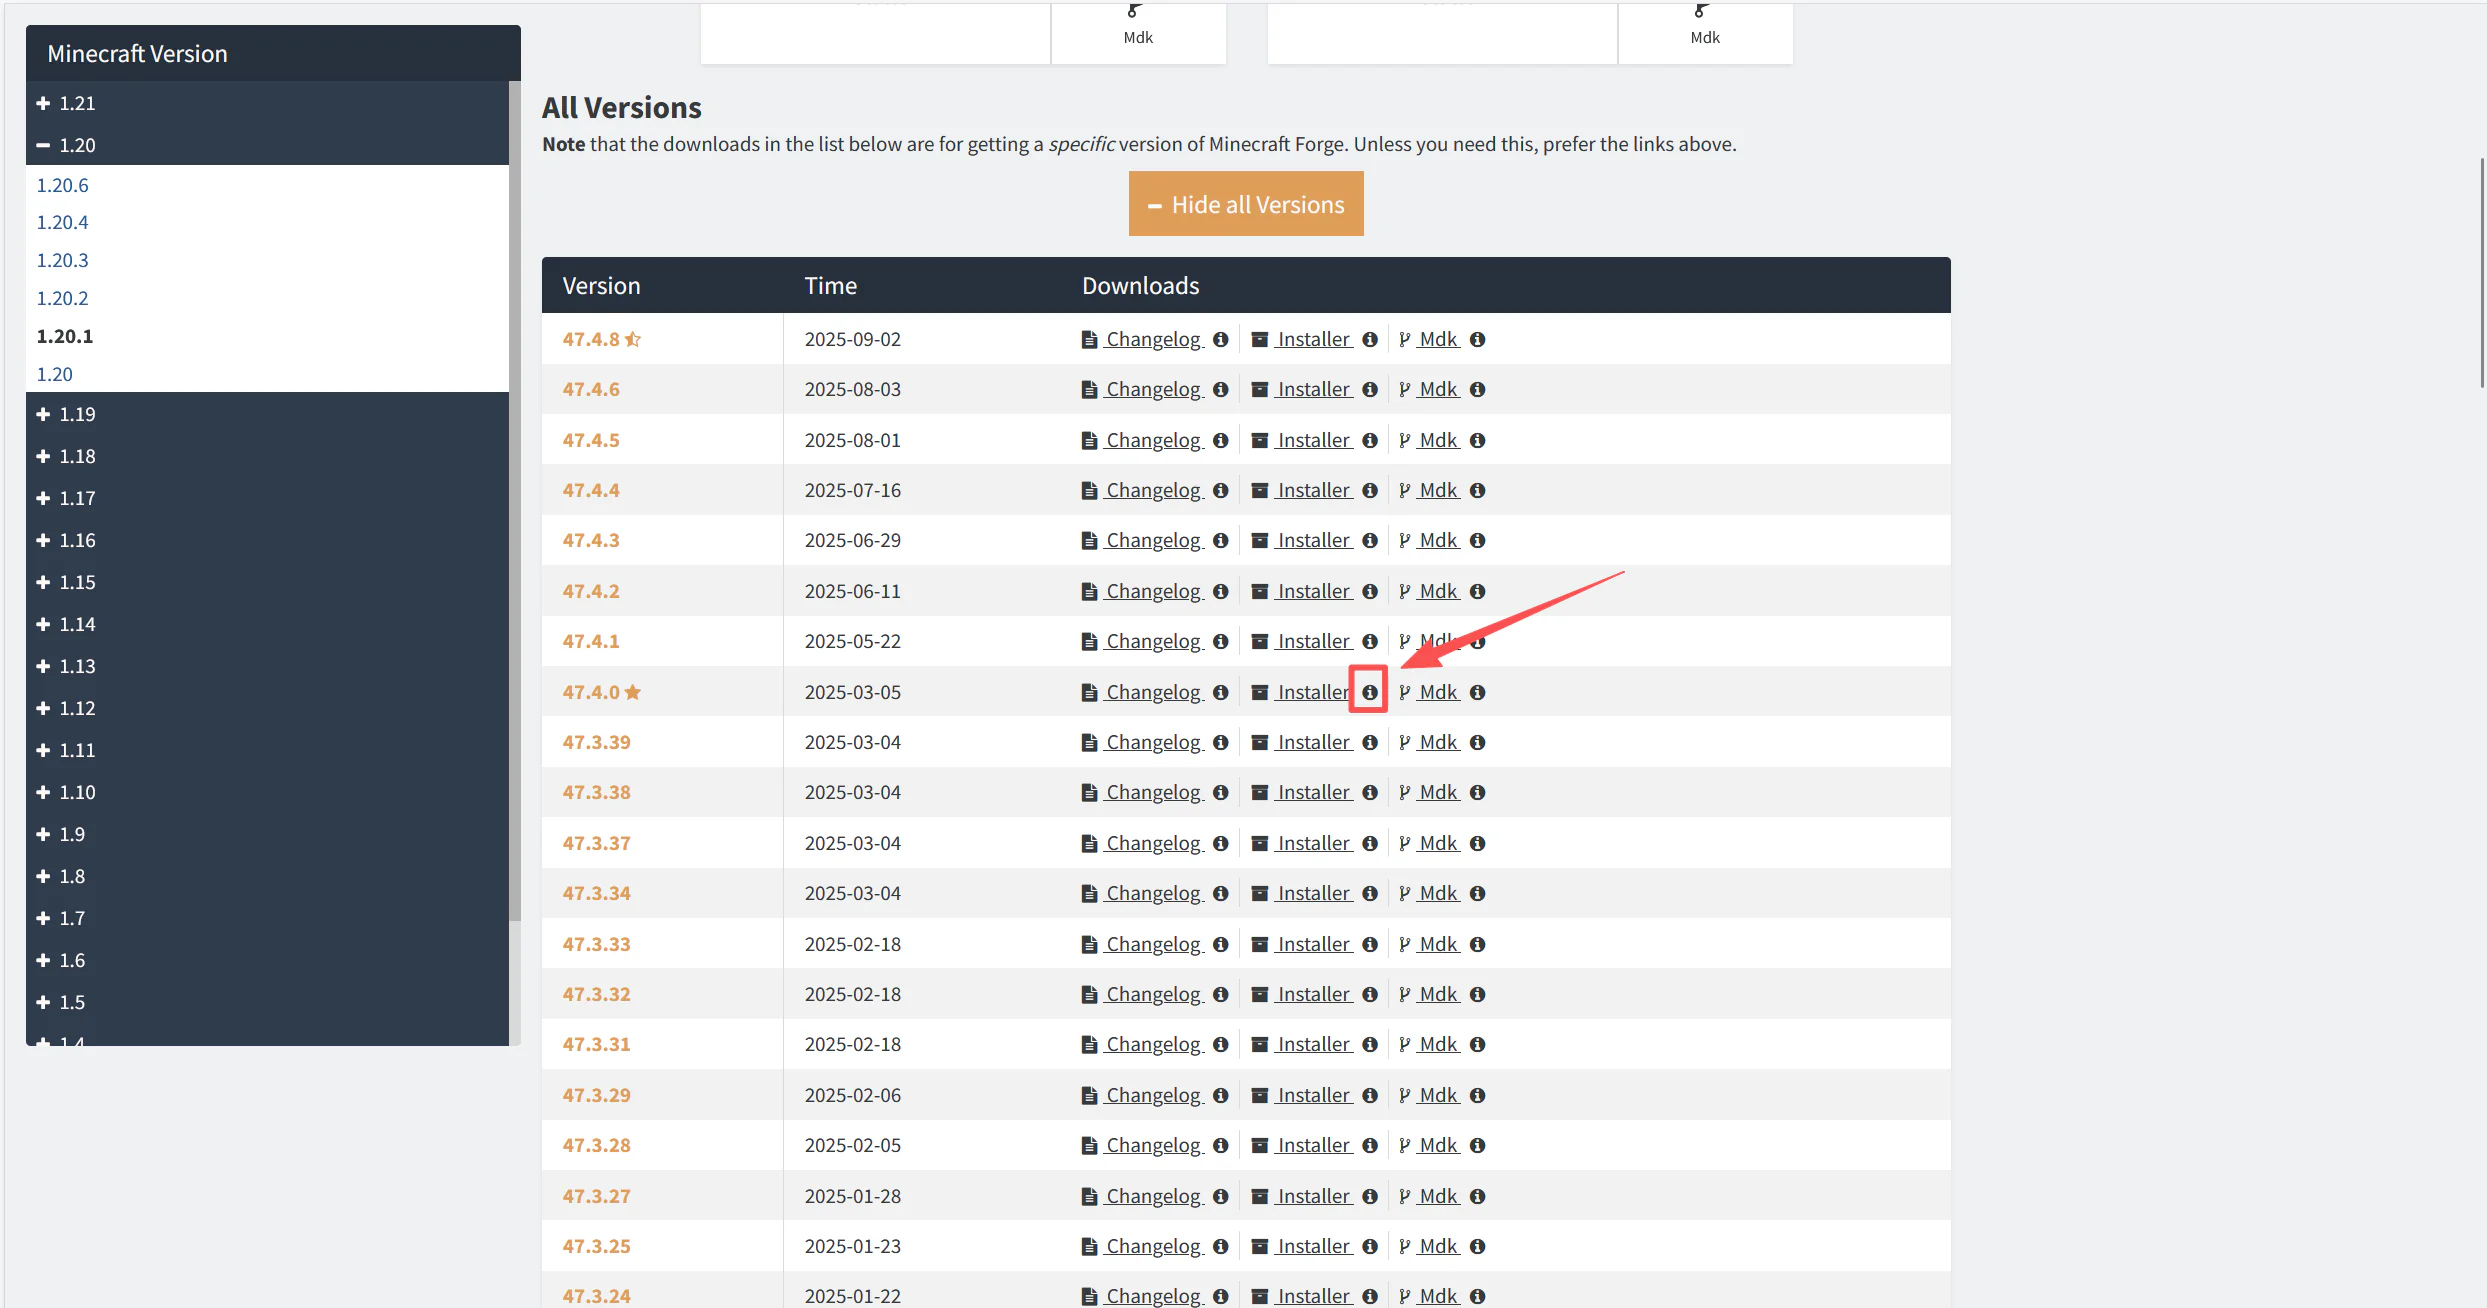 Mdk
Mdk
Minecraft Version
1.21
1.20
1.20.6
1.20.4
1.20.3
1.20.2
1.20.1
1.20
1.19
1.18
1.17
1.16
1.15
1.14
1.13
1.12
1.11
1.10
1.9
1.8
1.7
1.6
1.5
1.4
All Versions
Note that the downloads in the list below are for getting a specific version of Minecraft Forge. Unless you need this, prefer the links above.
Hide all Versions
Version Time Downloads
47.4.8 2025-09-02 Changelog Installer Mdk
47.4.6 2025-08-03 Changelog Installer Mdk
47.4.5 2025-08-01 Changelog Installer Mdk
47.4.4 2025-07-16 Changelog Installer Mdk
47.4.3 2025-06-29 Changelog Installer Mdk
47.4.2 2025-06-11 Changelog Installer Mdk
47.4.1 2025-05-22 Changelog Installer Mdk
47.4.0 2025-03-05 Changelog Installer Mdk
47.3.39 2025-03-04 Changelog Installer Mdk
47.3.38 2025-03-04 Changelog Installer Mdk
47.3.37 2025-03-04 Changelog Installer Mdk
47.3.34 2025-03-04 Changelog Installer Mdk
47.3.33 2025-02-18 Changelog Installer Mdk
47.3.32 2025-02-18 Changelog Installer Mdk
47.3.31 2025-02-18 Changelog Installer Mdk
47.3.29 2025-02-06 Changelog Installer Mdk
47.3.28 2025-02-05 Changelog Installer Mdk
47.3.27 2025-01-28 Changelog Installer Mdk
47.3.25 2025-01-23 Changelog Installer Mdk
47.3.24 2025-01-22 Changelog Installer Mdk